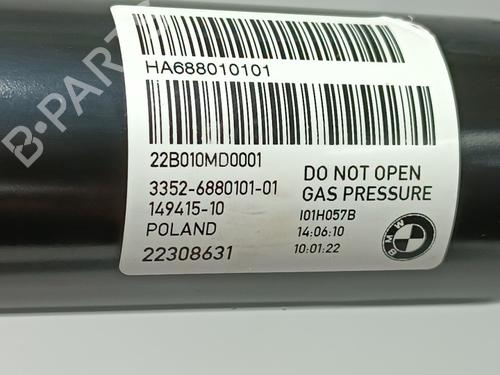 B-PARTS
HA688010101
22B010MD0001
3352-6880101-01
149415-10
POLAND
22308631
DO NOT OPEN
GAS PRESSURE
I01H057B
14:06:10
10:01:22
BMW